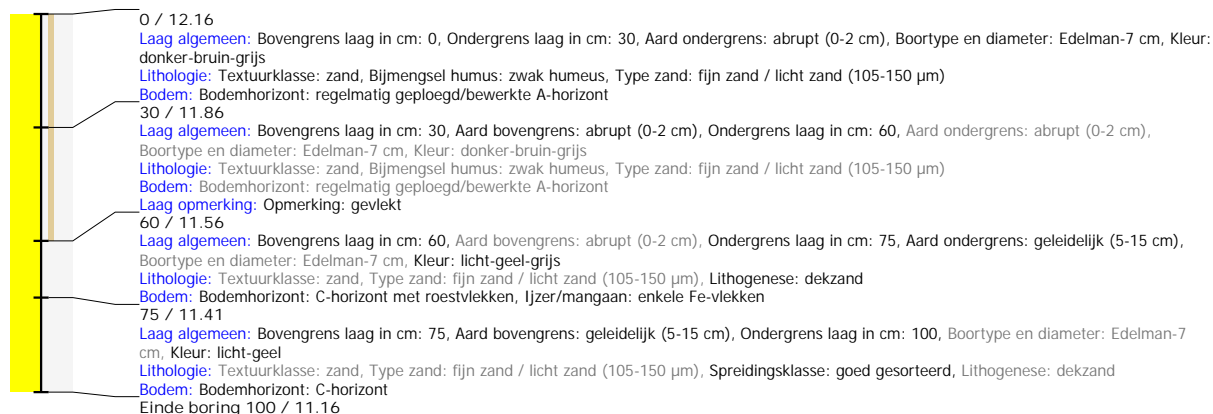 0 / 12.16
Laag algemeen: Bovengrens laag in cm: 0, Ondergrens laag in cm: 30, Aard ondergrens: abrupt (0-2 cm), Boortype en diameter: Edelman-7 cm, Kleur:
donker-bruin-grijs
Lithologie: Textuurklasse: zand, Bijmengsel humus: zwak humeus, Type zand: fijn zand / licht zand (105-150 µm)
Bodem: Bodemhorizont: regelmatig geploegd/bewerkte A-horizont
30 / 11.86
Laag algemeen: Bovengrens laag in cm: 30, Aard bovengrens: abrupt (0-2 cm), Ondergrens laag in cm: 60, Aard ondergrens: abrupt (0-2 cm),
Boortype en diameter: Edelman-7 cm, Kleur: donker-bruin-grijs
Lithologie: Textuurklasse: zand, Bijmengsel humus: zwak humeus, Type zand: fijn zand / licht zand (105-150 µm)
Bodem: Bodemhorizont: regelmatig geploegd/bewerkte A-horizont
Laag opmerking: Opmerking: gevlekt
60 / 11.56
Laag algemeen: Bovengrens laag in cm: 60, Aard bovengrens: abrupt (0-2 cm), Ondergrens laag in cm: 75, Aard ondergrens: geleidelijk (5-15 cm),
Boortype en diameter: Edelman-7 cm, Kleur: licht-geel-grijs
Lithologie: Textuurklasse: zand, Type zand: fijn zand / licht zand (105-150 µm), Lithogenese: dekzand
Bodem: Bodemhorizont: C-horizont met roestvlekken, Ijzer/mangaan: enkele Fe-vlekken
75 / 11.41
Laag algemeen: Bovengrens laag in cm: 75, Aard bovengrens: geleidelijk (5-15 cm), Ondergrens laag in cm: 100, Boortype en diameter: Edelman-7
cm, Kleur: licht-geel
Lithologie: Textuurklasse: zand, Type zand: fijn zand / licht zand (105-150 µm), Spreidingsklasse: goed gesorteerd, Lithogenese: dekzand
Bodem: Bodemhorizont: C-horizont
Einde boring 100 / 11.16